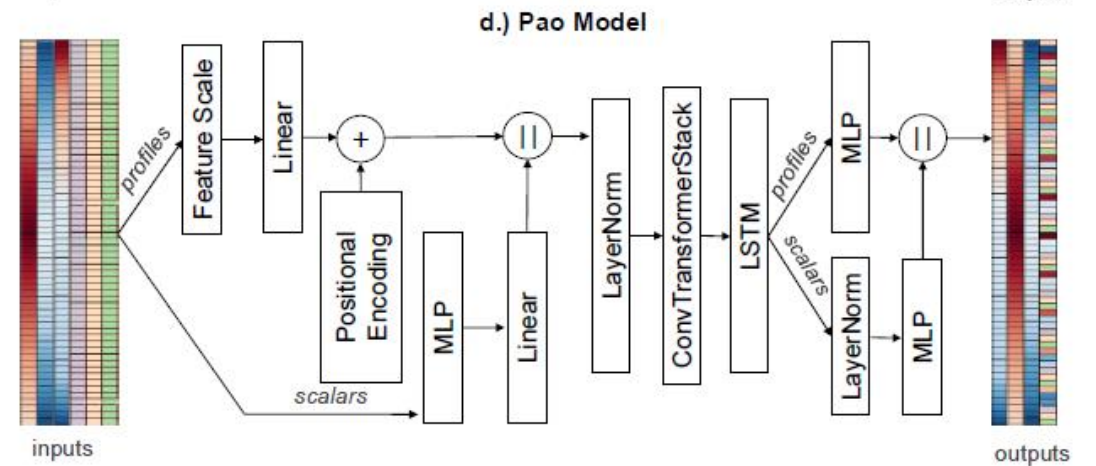 d.) Pao Model
profiles
Feature Scale
Linear
+
Positional
Encoding
scalars
MLP
Linear
||
LayerNorm
ConvTransformerStack
LSTM
profiles
MLP
||
scalars
LayerNorm
MLP
inputs
outputs